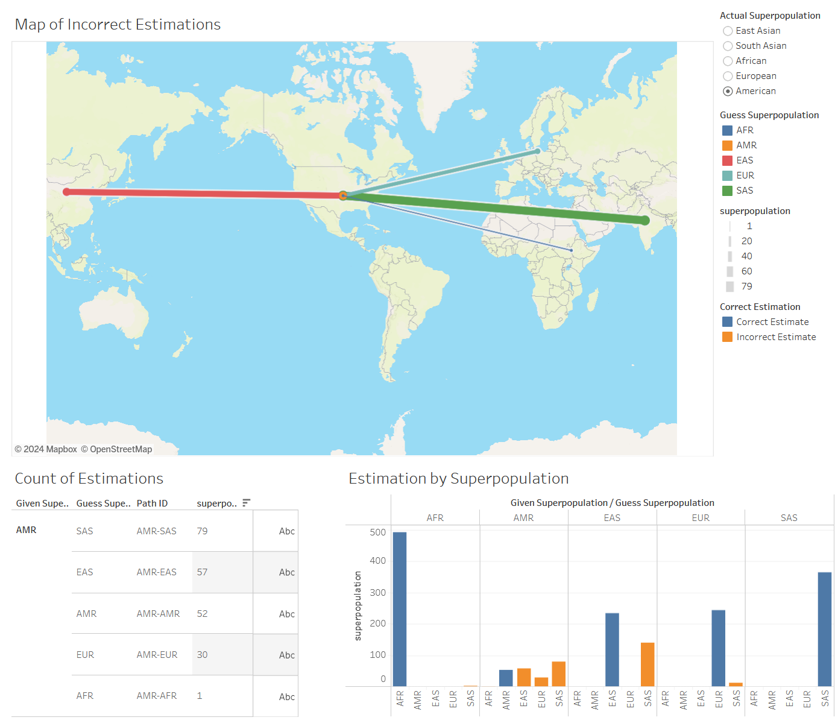 Map of Incorrect Estimations
© 2024 Mapbox © OpenStreetMap
Actual Superpopulation
East Asian
South Asian
African
European
American
Guess Superpopulation
AFR
AMR
EAS
EUR
SAS
superpopulation
1
20
40
60
79
Correct Estimation
Correct Estimate
Incorrect Estimate
Count of Estimations
Given Supe.. Guess Supe.. Path ID superpo..
AMR SAS AMR-SAS 79 Abc
EAS AMR-EAS 57 Abc
AMR AMR-AMR 52 Abc
EUR AMR-EUR 30 Abc
AFR AMR-AFR 1 Abc
Estimation by Superpopulation
Given Superpopulation / Guess Superpopulation
AFR AMR EAS EUR SAS
superpopulation
500
400
300
200
100
0
AFR AMR EAS EUR SAS AFR AMR EAS EUR SAS AFR AMR EAS EUR SAS AFR AMR EAS EUR SAS AFR AMR EAS EUR SAS